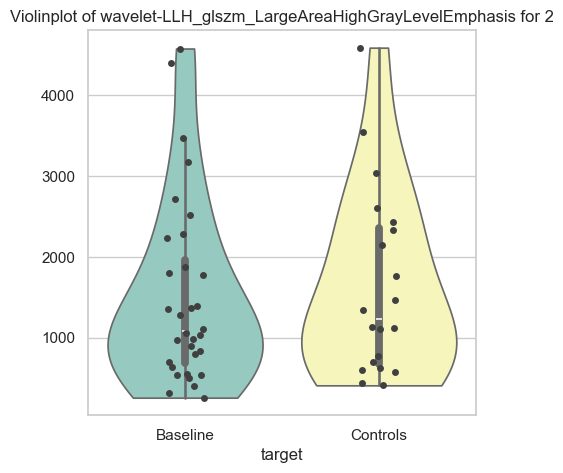 Violinplot of wavelet-LLH_glszm_LargeAreaHighGrayLevelEmphasis for 2
4000
3000
2000
1000
Baseline
Controls
target